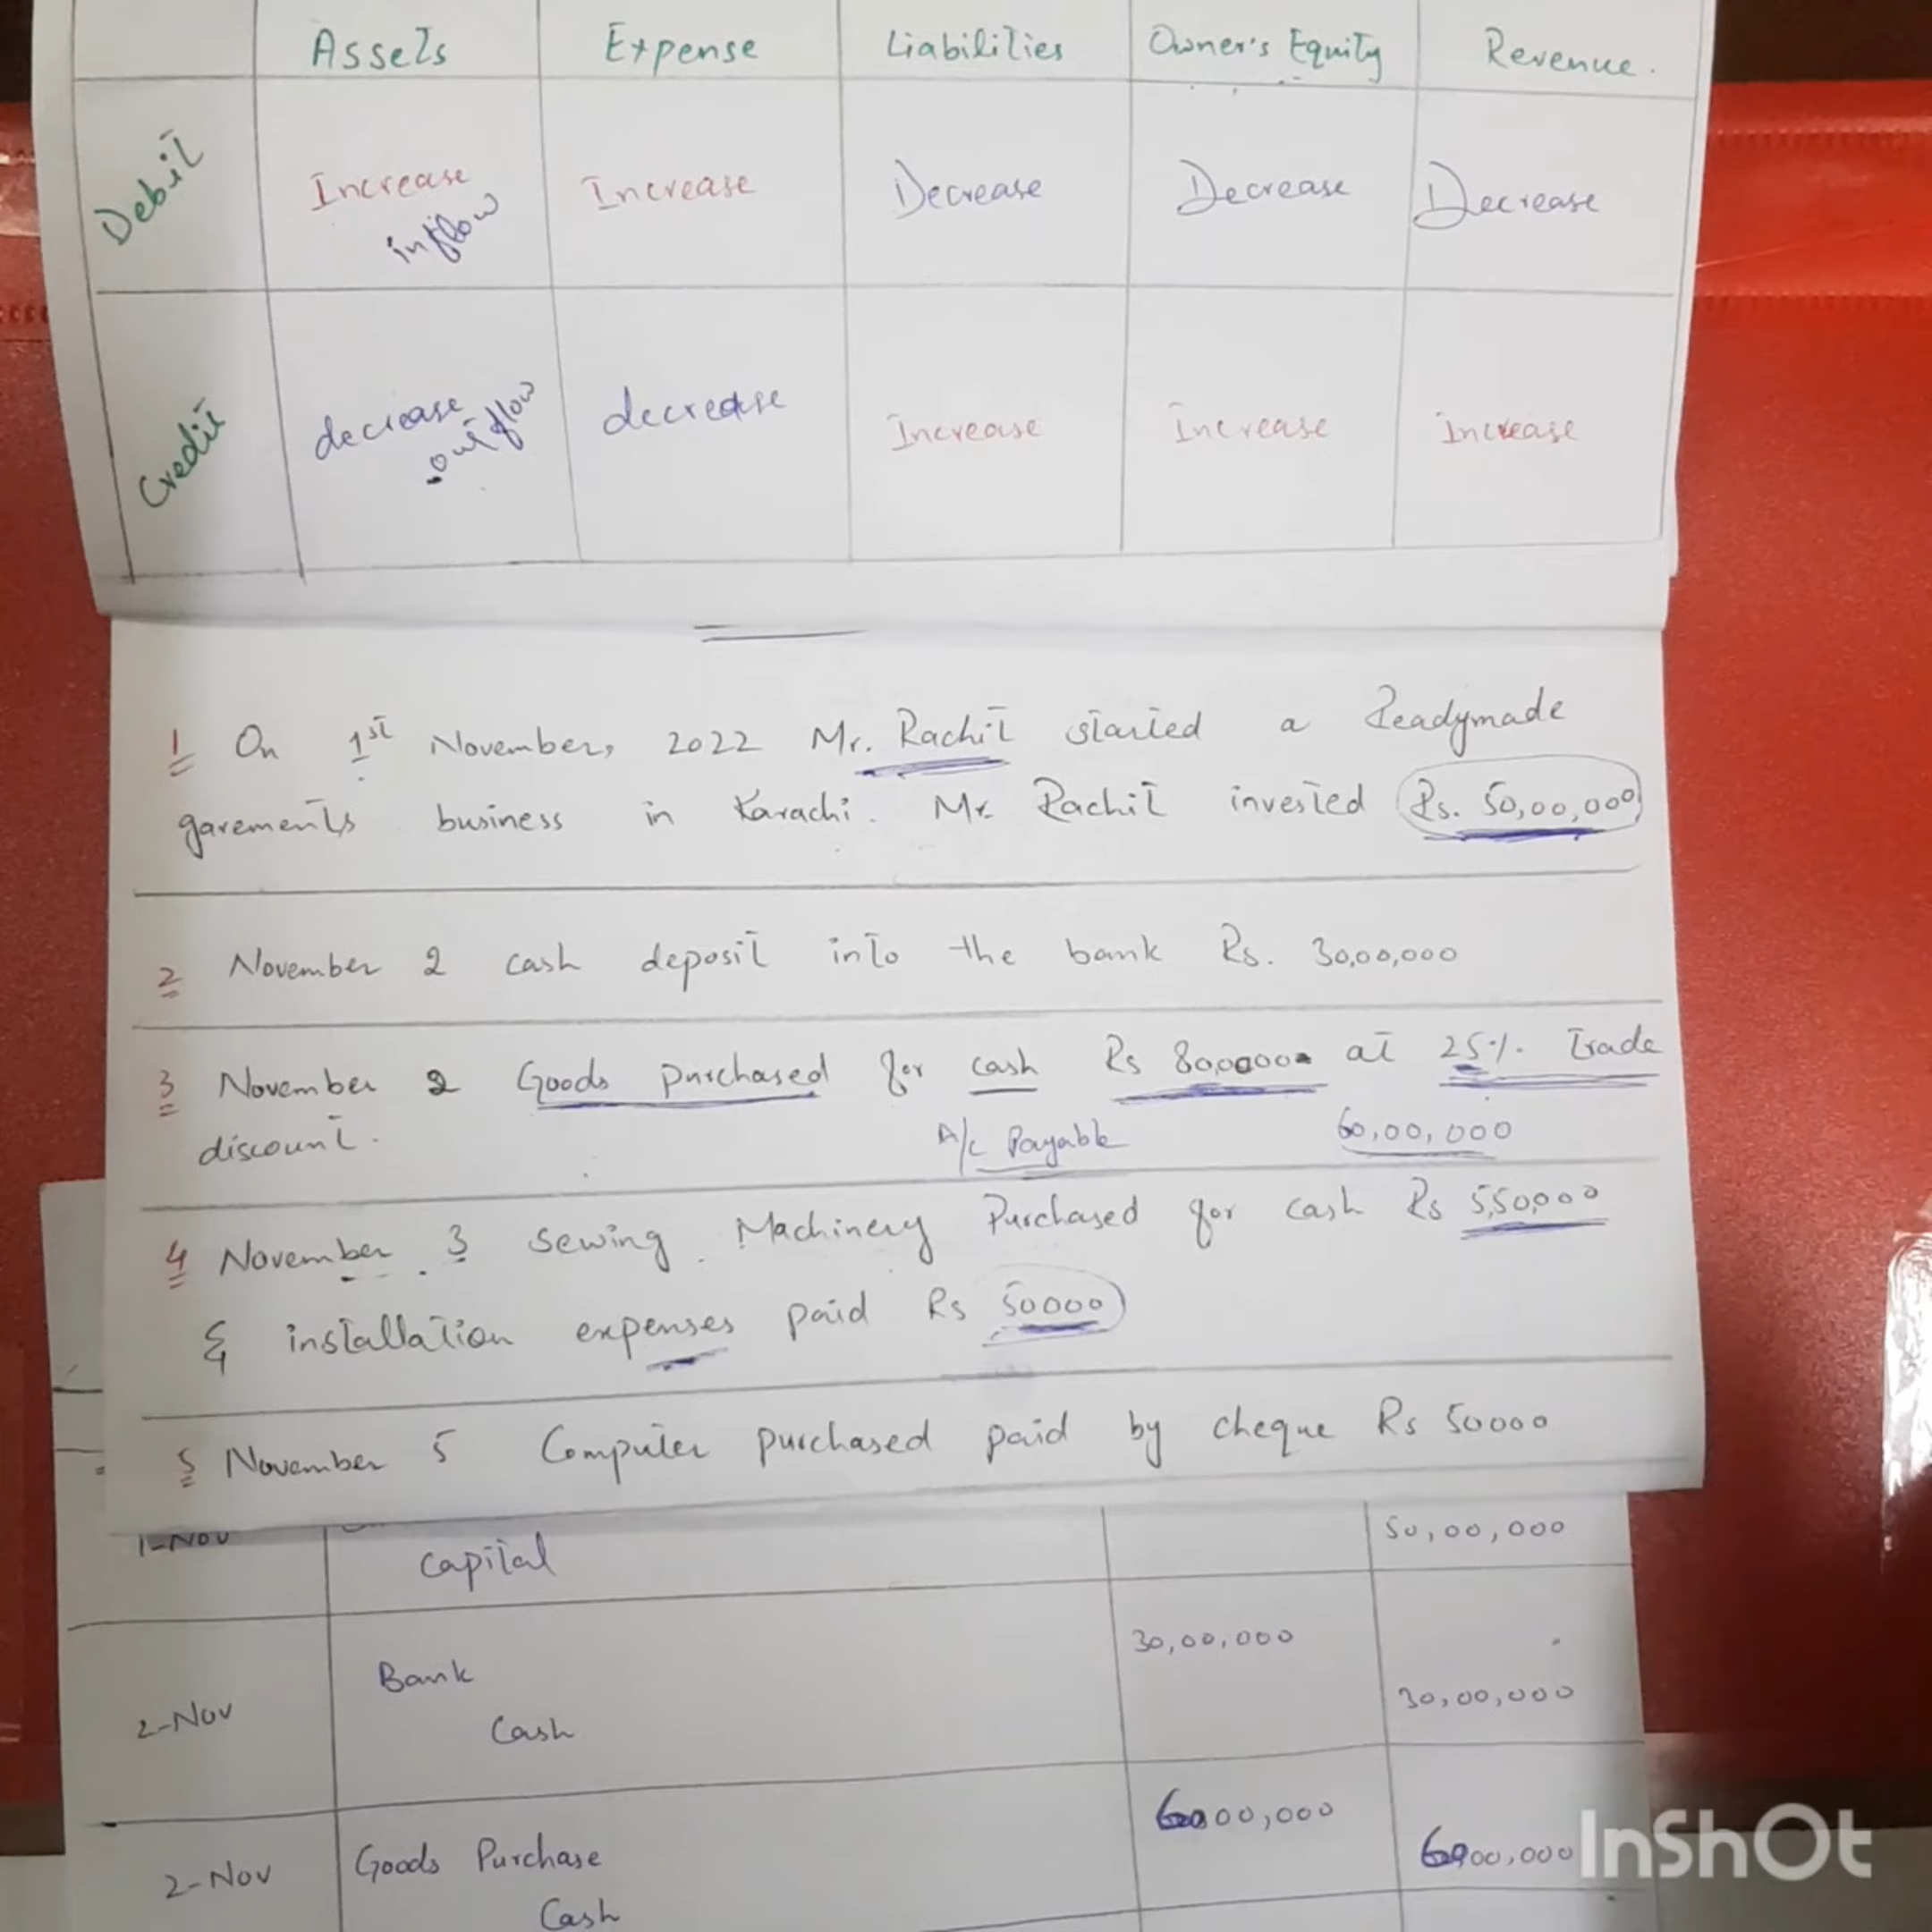 Assets Expense Liabilities Owner's Equity Revenue.
Debit Increase inflow Increase Decrease Decrease Decrease
Credit decrease outflow decrease Increase Increase Increase
1 On 1st November, 2022 Mr. Rachit started a Readymade
garements business in Karachi. Mr. Rachit invested Rs. 50,00,000
2 November 2 cash deposit into the bank Rs. 30,00,000
3 November 2 Goods purchased for cash Rs at 25%. Trade
discount. A/c Payable 60,00,000
4 November 3 Sewing Machinery Purchased for cash Rs 5,50,000
& installation expenses paid Rs 50000
5 November 5 Computer purchased paid by cheque Rs 50000
1-Nov
Capital 50,00,000
2-Nov Bank 30,00,000
Cash 30,00,000
2-Nov Goods Purchase
Cash
InShOt